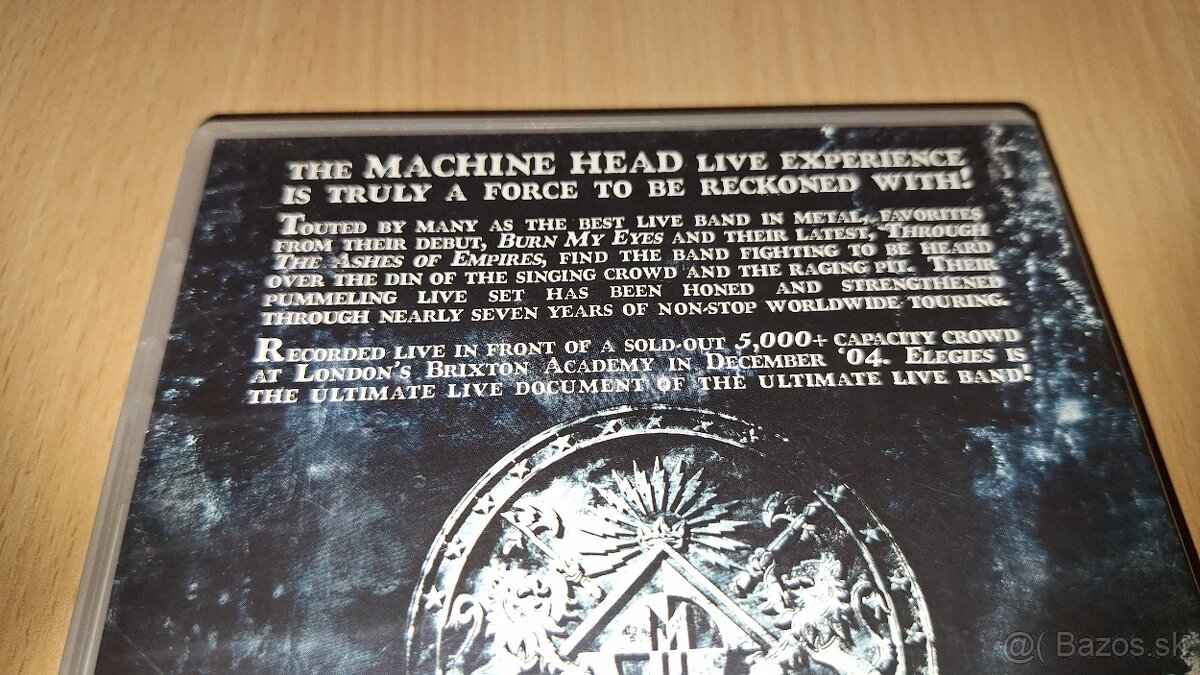 THE MACHINE HEAD LIVE EXPERIENCE
IS TRULY A FORCE TO BE RECKONED WITH!
TOUTED BY MANY AS THE BEST LIVE BAND IN METAL, FAVORITES
FROM THEIR DEBUT, BURN MY EYES AND THEIR LATEST, THROUGH
THE ASHES OF EMPIRES, FIND THE BAND FIGHTING TO BE HEARD
OVER THE DIN OF THE SINGING CROWD AND THE RAGING PIT. THEIR
PUMMELING LIVE SET HAS BEEN HONED AND STRENGTHENED
THROUGH NEARLY SEVEN YEARS OF NON-STOP WORLDWIDE TOURING.
RECORDED LIVE IN FRONT OF A SOLD-OUT 5,000+ CAPACITY CROWD
AT LONDON'S BRIXTON ACADEMY IN DECEMBER '04. ELEGIES IS
THE ULTIMATE LIVE DOCUMENT OF THE ULTIMATE LIVE BAND!
M
@( Bazos.sk